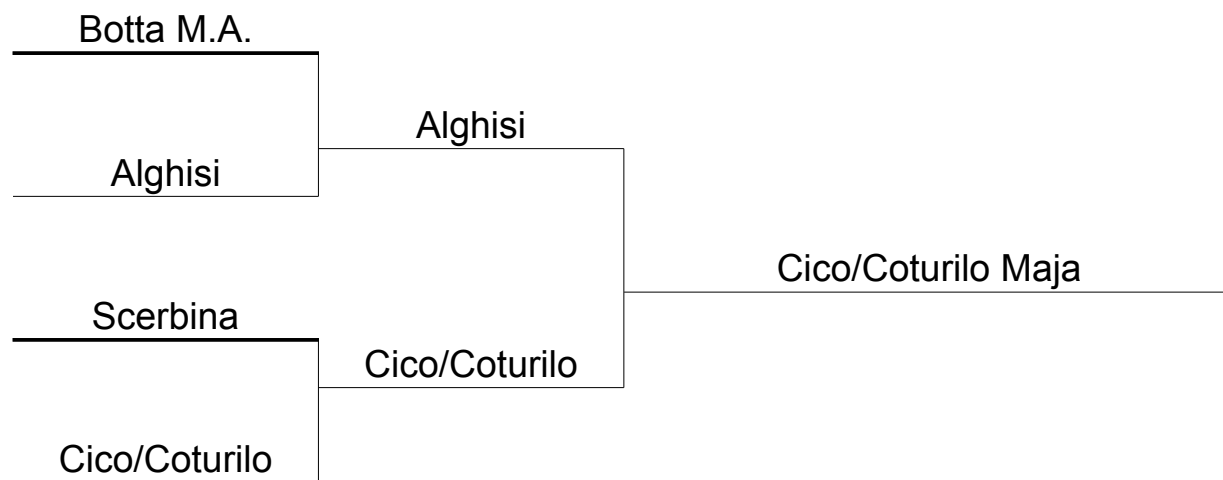 Botta M.A.
Alghisi
Alghisi
Cico/Coturilo Maja
Scerbina
Cico/Coturilo
Cico/Coturilo